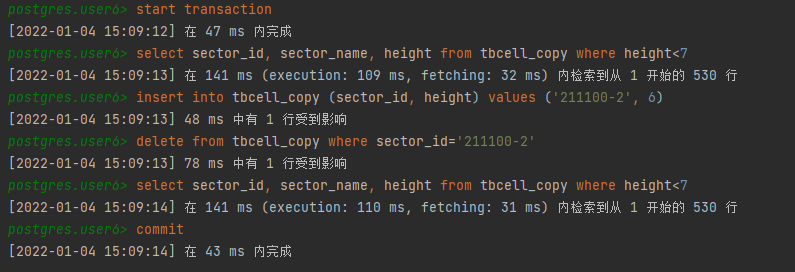 postgres.user6> start transaction
[2022-01-04 15:09:12] 在 47 ms 内完成
postgres.user6> select sector_id, sector_name, height from tbcell_copy where height<7
[2022-01-04 15:09:13] 在 141 ms (execution: 109 ms, fetching: 32 ms) 内检索到从 1 开始的 530 行
postgres.user6> insert into tbcell_copy (sector_id, height) values ('211100-2', 6)
[2022-01-04 15:09:13] 48 ms 中有 1 行受到影响
postgres.user6> delete from tbcell_copy where sector_id='211100-2'
[2022-01-04 15:09:13] 78 ms 中有 1 行受到影响
postgres.user6> select sector_id, sector_name, height from tbcell_copy where height<7
[2022-01-04 15:09:14] 在 141 ms (execution: 110 ms, fetching: 31 ms) 内检索到从 1 开始的 530 行
postgres.user6> commit
[2022-01-04 15:09:14] 在 43 ms 内完成